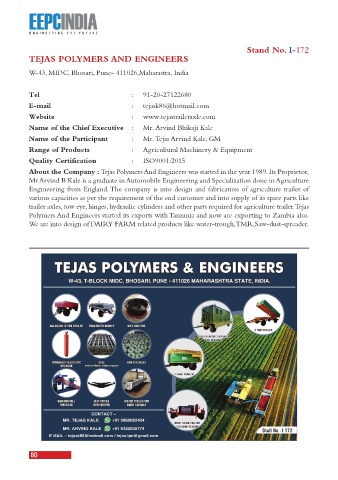 EEPCINDIA
ENGINEERING THE FUTURE
Stand No. I-172
TEJAS POLYMERS AND ENGINEERS
W-43, MIDC, Bhosari, Pune- 411026,Maharastra, India
Tel : 91-20-27122680
E-mail : tejask86@hotmail.com
Website : www.tejastraileraxle.com
Name of the Chief Executive : Mr. Arvind Bhikaji Kale
Name of the Participant : Mr. Tejas Arvind Kale, GM
Range of Products : Agricultural Machinery & Equipment
Quality Certification : ISO9001:2015
About the Company : Tejas Polymers And Engineers was started in the year 1989. Its Proprietor,
Mr Arvind B Kale is a graduate in Automobile Engineering and Specialization done in Agriculture
Engineering from England. The company is into design and fabrication of agriculture trailer of
various capacities as per the requirement of the end customer and into supply of its spare parts like
trailer axles, tow eye, hinges, hydraulic cylinders and other parts required for agriculture trailer. Tejas
Polymers And Engineers started its exports with Tanzania and now are exporting to Zambia also.
We are into design of DAIRY FARM related products like water-trough, TMR, Saw-dust-spreader.
TEJAS POLYMERS & ENGINEERS
W-43, T-BLOCK MIDC, BHOSARI, PUNE - 411026 MAHARASHTRA STATE, INDIA.
CONTACT –
MR. TEJAS KALE
MR. ARVIND KALE
E MAIL - tejask86@hotmail.com / tejas.tpe@gmail.com
Stall No I 172
80